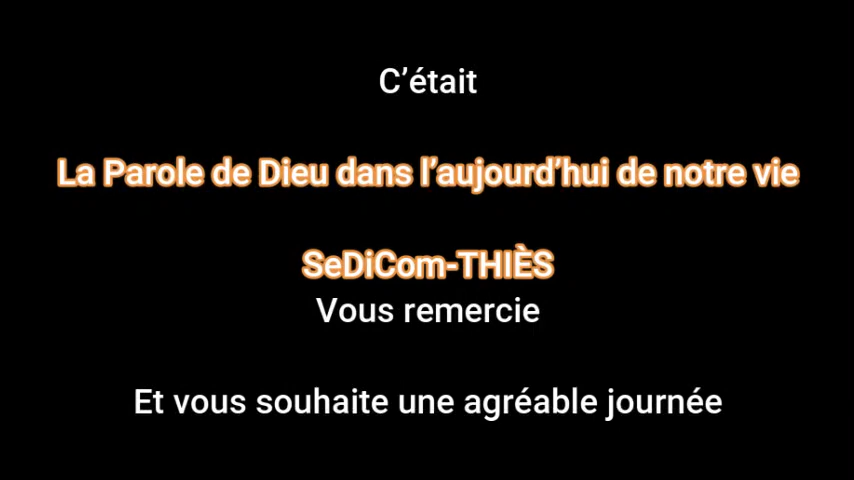 C’était
La Parole de Dieu dans l’aujourd’hui de notre vie
SeDiCom-THIÈS
Vous remercie
Et vous souhaite une agréable journée